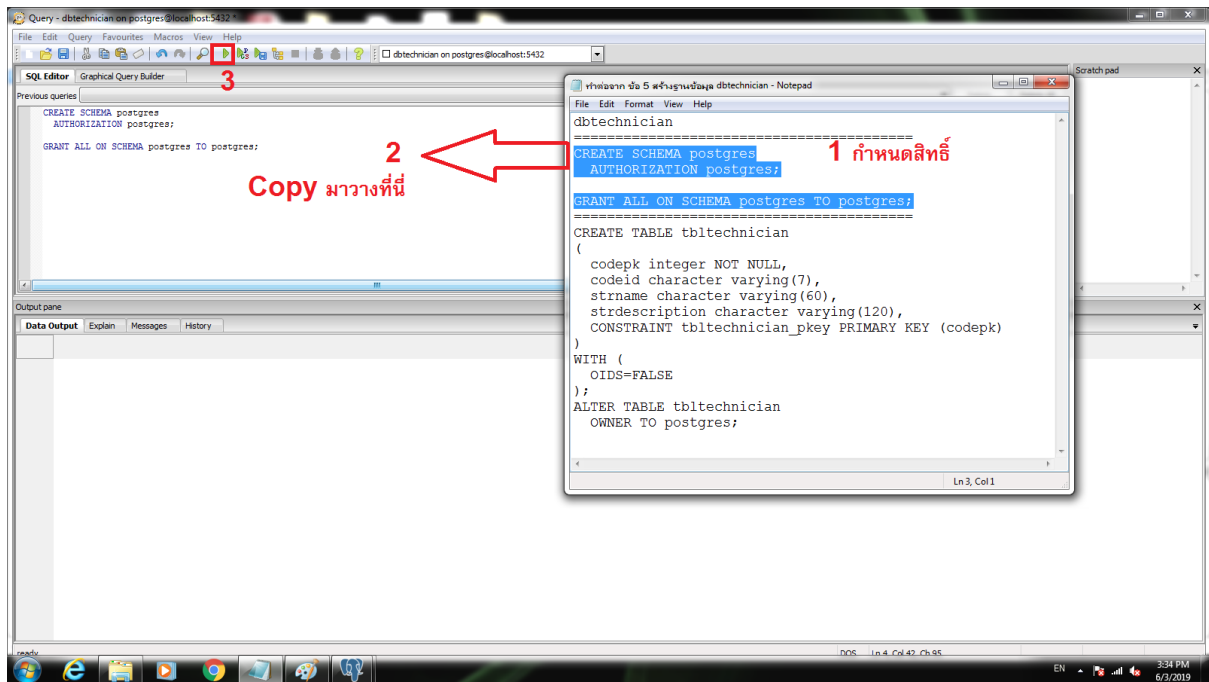 Query - dbtechnician on postgres@localhost:5432 *
File Edit Query Favourites Macros View Help
dbtechnician on postgres@localhost:5432
3
SQL Editor Graphical Query Builder
Previous queries
CREATE SCHEMA postgres
AUTHORIZATION postgres;
GRANT ALL ON SCHEMA postgres TO postgres;
2
Copy มาวางที่นี่
Scratch pad
ทำต่อจาก ข้อ 5 สร้างฐานข้อมูล dbtechnician - Notepad
File Edit Format View Help
dbtechnician
=========================================
CREATE SCHEMA postgres
AUTHORIZATION postgres;
1 กำหนดสิทธิ์
GRANT ALL ON SCHEMA postgres TO postgres;
=========================================
CREATE TABLE tbltechnician
(
codepk integer NOT NULL,
codeid character varying(7),
strname character varying(60),
strdescription character varying(120),
CONSTRAINT tbltechnician_pkey PRIMARY KEY (codepk)
)
WITH (
OIDS=FALSE
);
ALTER TABLE tbltechnician
OWNER TO postgres;
Ln 3, Col 1
Output pane
Data Output Explain Messages History
ready
DOS Ln 4, Col 42, Ch 95
EN
3:34 PM
6/3/2019